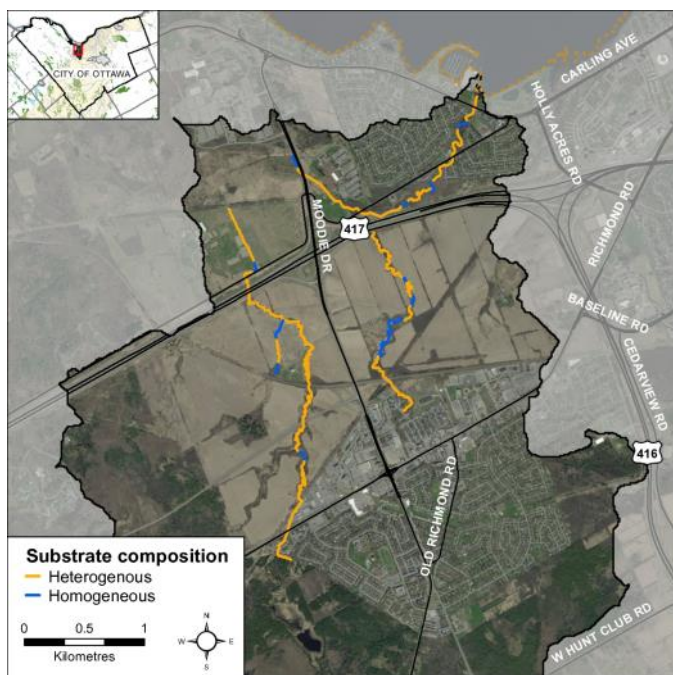 CITY OF OTTAWA
CARLING AVE
HOLLY ACRES RD
RICHMOND RD
MOODIE DR
417
BASELINE RD
CEDARVIEW RD
416
OLD RICHMOND RD
W HUNT CLUB RD
Substrate composition
Heterogenous
Homogeneous
0 0.5 1
Kilometres
N
W E
S